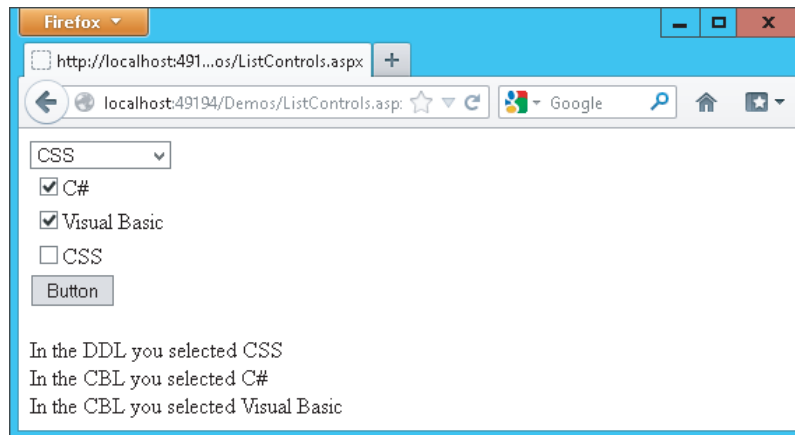 Firefox
http://localhost:491...os/ListControls.aspx
localhost:49194/Demos/ListControls.asp:
Google
CSS
C#
Visual Basic
CSS
Button
In the DDL you selected CSS
In the CBL you selected C#
In the CBL you selected Visual Basic